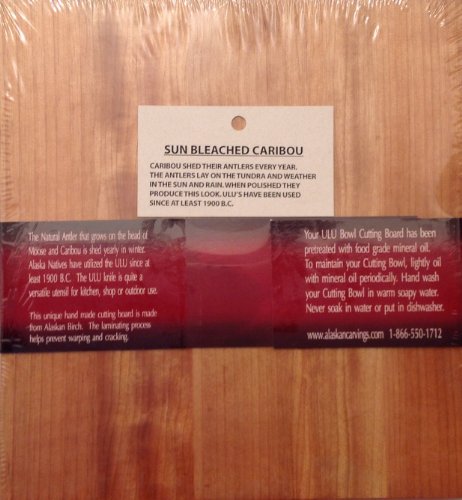 SUN BLEACHED CARIBOU
CARIBOU SHED THEIR ANTLERS EVERY YEAR.
THE ANTLERS LAY ON THE TUNDRA AND WEATHER
IN THE SUN AND RAIN. WHEN POLISHED THEY
PRODUCE THIS LOOK. ULU'S HAVE BEEN USED
SINCE AT LEAST 1900 B.C.
The Natural Antler that grows on the head of
Moose and Caribou is shed yearly in winter.
Alaska Natives have utilized the ULU since at
least 1900 B.C. The ULU knife is quite a
versatile utensil for kitchen, shop or outdoor use.
This unique hand made cutting board is made
from Alaskan Birch. The laminating process
helps prevent warping and cracking.
Your ULU Bowl Cutting Board has been
pretreated with food grade mineral oil.
To maintain your Cutting Bowl, lightly oil
with mineral oil periodically. Hand wash
your Cutting Bowl in warm soapy water.
Never soak in water or put in dishwasher.
www.alaskancarvings.com 1-866-550-1712